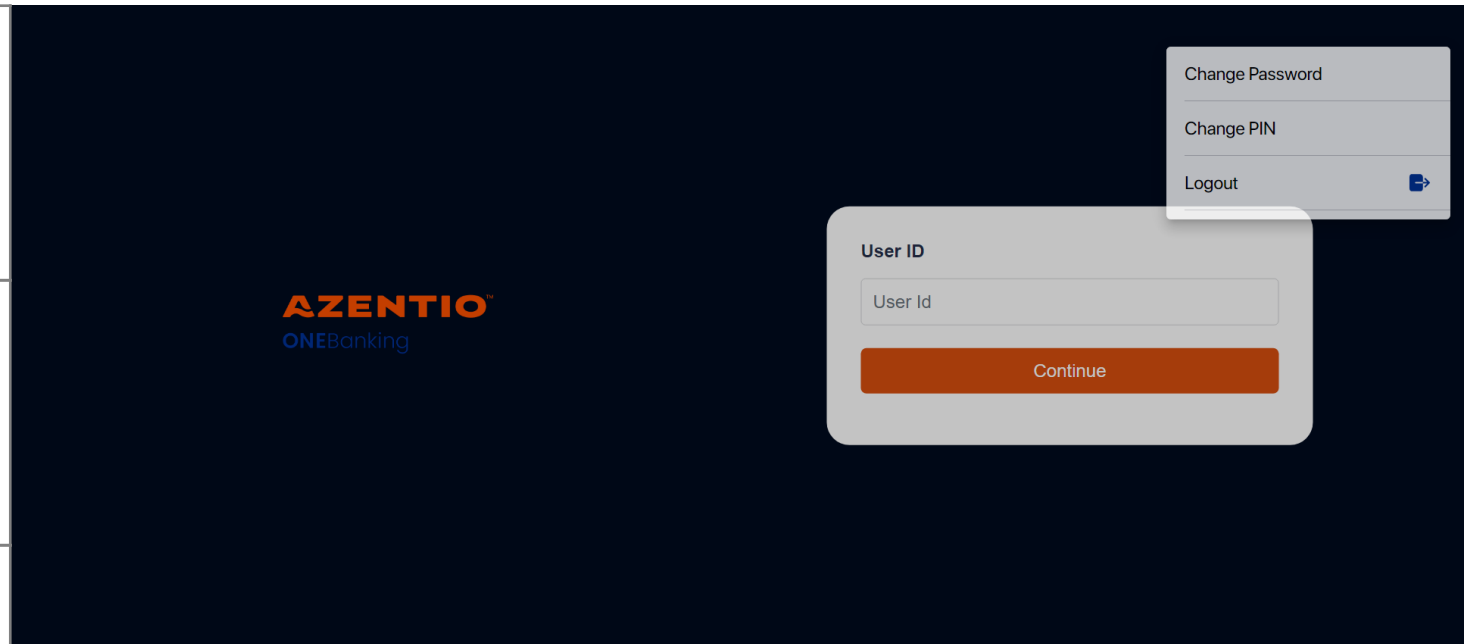 Change Password
Change PIN
Logout
User ID
User Id
Continue
AZENTIO™
ONEBanking